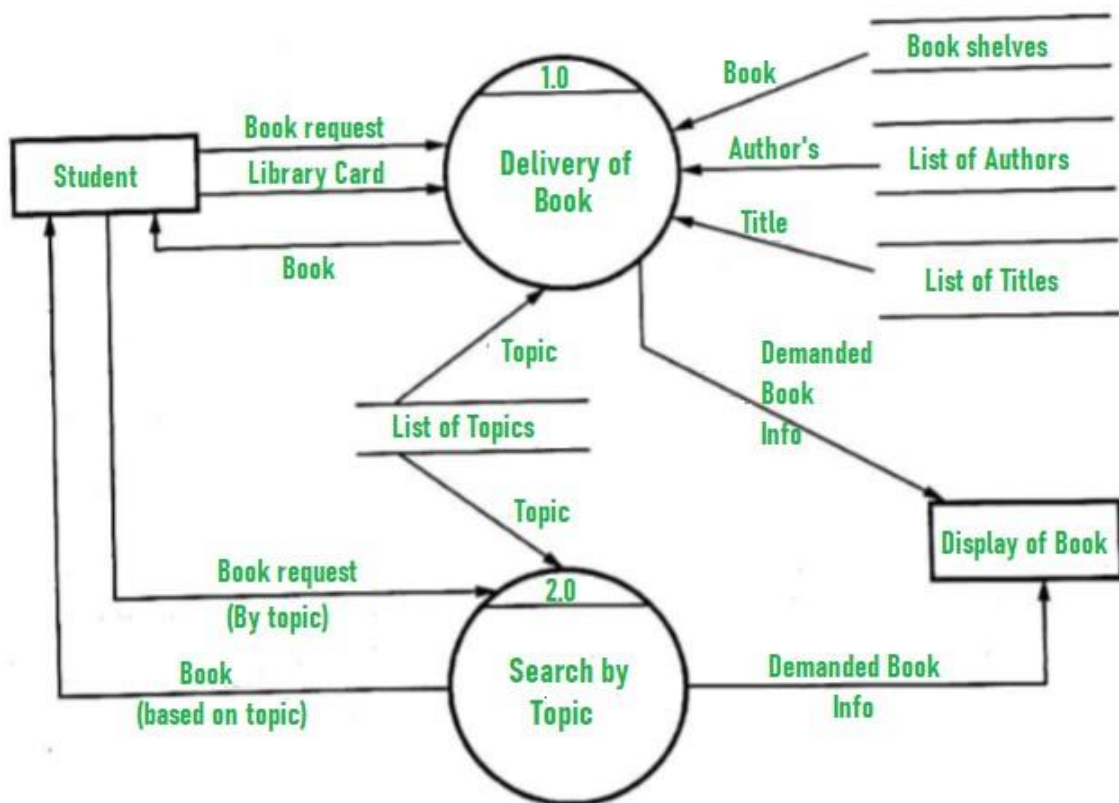 1.0
Book shelves
Book
Book request
Student
Library Card
Delivery of
Book
Author's
List of Authors
Title
Book
List of Titles
Topic
Demanded
Book
Info
List of Topics
Topic
Display of Book
Book request
(By topic)
2.0
Book
(based on topic)
Search by
Topic
Demanded Book
Info